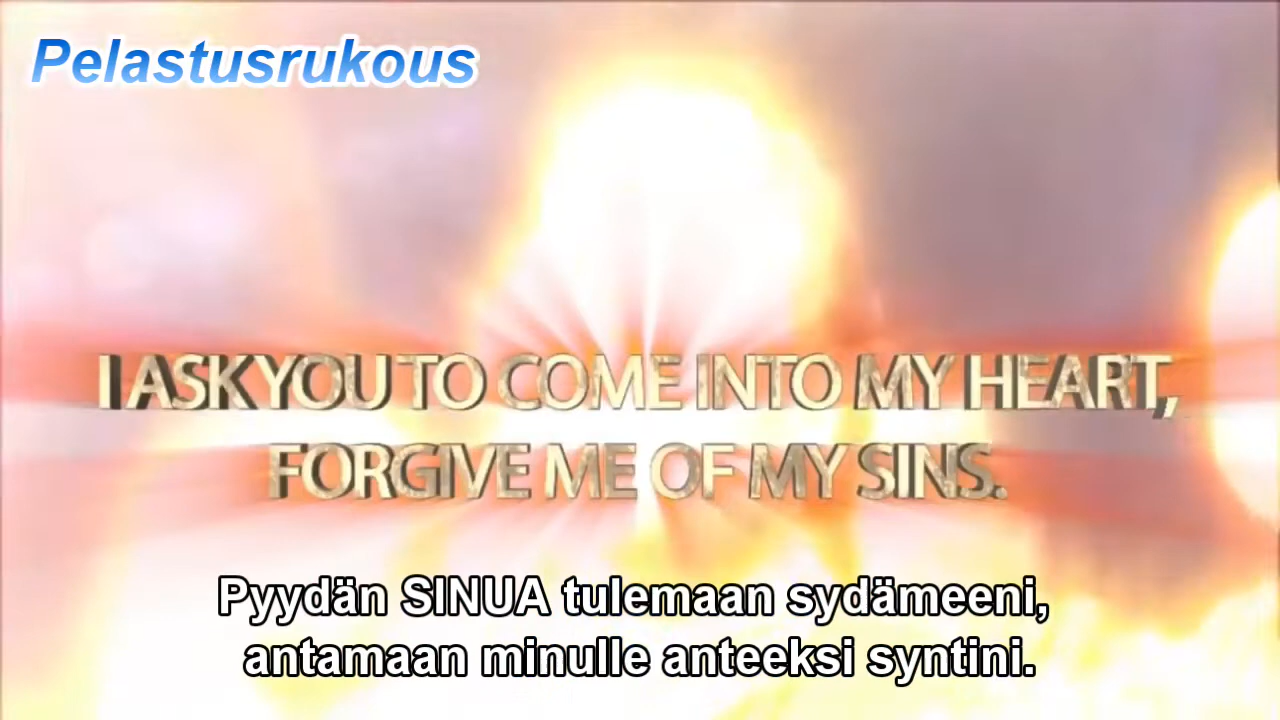 Pelastusrukous
I ASK YOU TO COME INTO MY HEART,
FORGIVE ME OF MY SINS.
Pyydän SINUA tulemaan sydämeeni,
antamaan minulle anteeksi syntini.